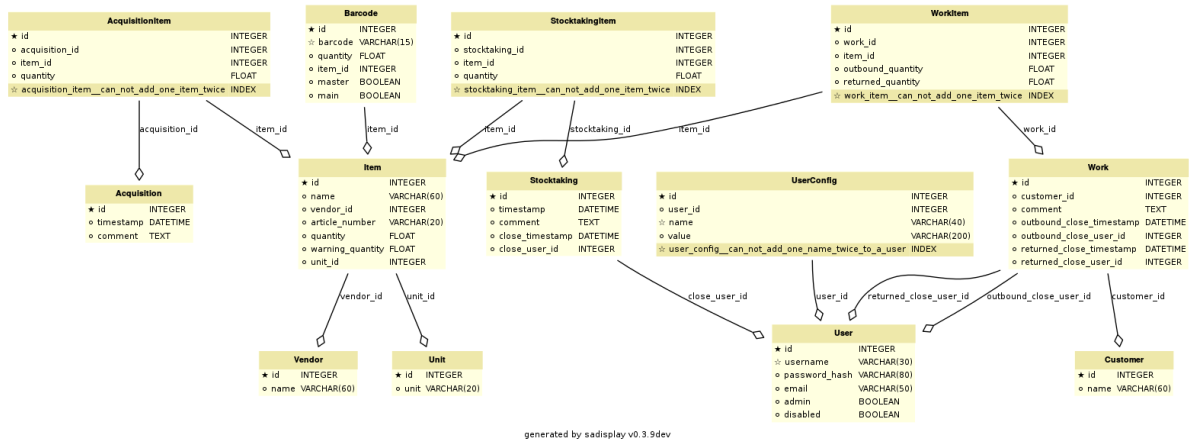 AcquisitionItem
★ id INTEGER
acquisition_id INTEGER
item_id INTEGER
quantity FLOAT
☆ acquisition_item__can_not_add_one_item_twice INDEX
Barcode
★ id INTEGER
☆ barcode VARCHAR(15)
quantity FLOAT
item_id INTEGER
master BOOLEAN
main BOOLEAN
StocktakingItem
★ id INTEGER
stocktaking_id INTEGER
item_id INTEGER
quantity FLOAT
☆ stocktaking_item__can_not_add_one_item_twice INDEX
WorkItem
★ id INTEGER
work_id INTEGER
item_id INTEGER
outbound_quantity FLOAT
returned_quantity FLOAT
☆ work_item__can_not_add_one_item_twice INDEX
acquisition_id
item_id
item_id
item_id
stocktaking_id
item_id
work_id
Acquisition
★ id INTEGER
timestamp DATETIME
comment TEXT
Item
★ id INTEGER
name VARCHAR(60)
vendor_id INTEGER
article_number VARCHAR(20)
quantity FLOAT
warning_quantity FLOAT
unit_id INTEGER
Stocktaking
★ id INTEGER
timestamp DATETIME
comment TEXT
close_timestamp DATETIME
close_user_id INTEGER
UserConfig
★ id INTEGER
user_id INTEGER
☆ name VARCHAR(40)
value VARCHAR(200)
☆ user_config__can_not_add_one_name_twice_to_a_user INDEX
Work
★ id INTEGER
customer_id INTEGER
comment TEXT
outbound_close_timestamp DATETIME
outbound_close_user_id INTEGER
returned_close_timestamp DATETIME
returned_close_user_id INTEGER
vendor_id
unit_id
close_user_id
user_id
returned_close_user_id
outbound_close_user_id
customer_id
Vendor
★ id INTEGER
name VARCHAR(60)
Unit
★ id INTEGER
unit VARCHAR(20)
User
★ id INTEGER
☆ username VARCHAR(30)
password_hash VARCHAR(80)
email VARCHAR(50)
admin BOOLEAN
disabled BOOLEAN
Customer
★ id INTEGER
name VARCHAR(60)
generated by sadisplay v0.3.9dev